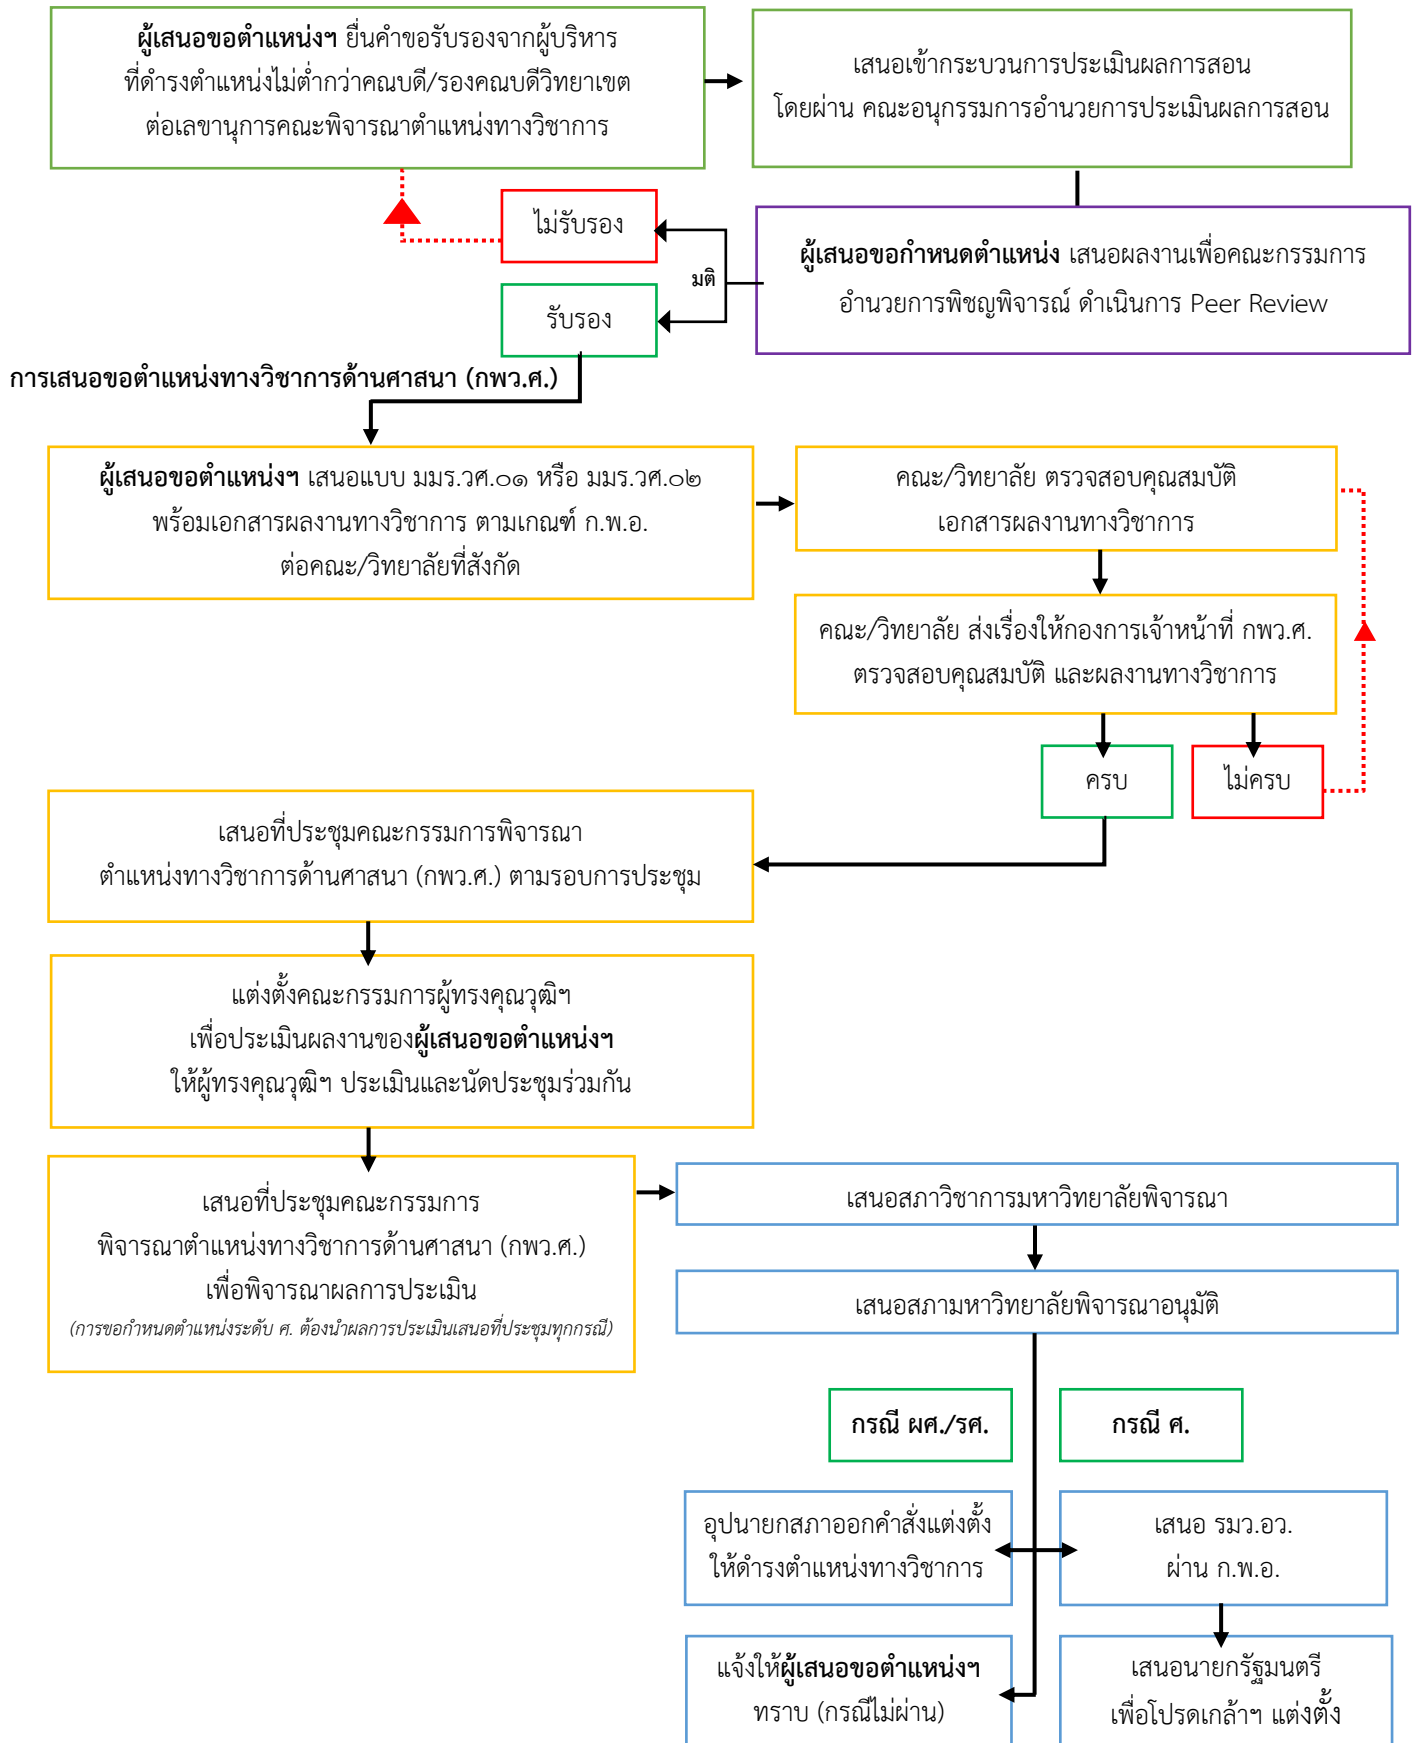 ผู้เสนอขอตำแหน่งฯ ยื่นคำขอรับรองจากผู้บริหาร
ที่ดำรงตำแหน่งไม่ต่ำกว่าคณบดี/รองคณบดีวิทยาเขต
ต่อเลขานุการคณะพิจารณาตำแหน่งทางวิชาการ
เสนอเข้ากระบวนการประเมินผลการสอน
โดยผ่าน คณะอนุกรรมการอำนวยการประเมินผลการสอน
ไม่รับรอง
มติ
รับรอง
ผู้เสนอขอกำหนดตำแหน่ง เสนอผลงานเพื่อคณะกรรมการ
อำนวยการพิชญพิจารณ์ ดำเนินการ Peer Review
การเสนอขอตำแหน่งทางวิชาการด้านศาสนา (กพว.ศ.)
ผู้เสนอขอตำแหน่งฯ เสนอแบบ มมร.วศ.๐๑ หรือ มมร.วศ.๐๒
พร้อมเอกสารผลงานทางวิชาการ ตามเกณฑ์ ก.พ.อ.
ต่อคณะ/วิทยาลัยที่สังกัด
คณะ/วิทยาลัย ตรวจสอบคุณสมบัติ
เอกสารผลงานทางวิชาการ
คณะ/วิทยาลัย ส่งเรื่องให้กองการเจ้าหน้าที่ กพว.ศ.
ตรวจสอบคุณสมบัติ และผลงานทางวิชาการ
ครบ
ไม่ครบ
เสนอที่ประชุมคณะกรรมการพิจารณา
ตำแหน่งทางวิชาการด้านศาสนา (กพว.ศ.) ตามรอบการประชุม
แต่งตั้งคณะกรรมการผู้ทรงคุณวุฒิฯ
เพื่อประเมินผลงานของผู้เสนอขอตำแหน่งฯ
ให้ผู้ทรงคุณวุฒิฯ ประเมินและนัดประชุมร่วมกัน
เสนอที่ประชุมคณะกรรมการ
พิจารณาตำแหน่งทางวิชาการด้านศาสนา (กพว.ศ.)
เพื่อพิจารณาผลการประเมิน
(การขอกำหนดตำแหน่งระดับ ศ. ต้องนำผลการประเมินเสนอที่ประชุมทุกกรณี)
เสนอสภาวิชาการมหาวิทยาลัยพิจารณา
เสนอสภามหาวิทยาลัยพิจารณาอนุมัติ
กรณี ผศ./รศ.
กรณี ศ.
อุปนายกสภาออกคำสั่งแต่งตั้ง
ให้ดำรงตำแหน่งทางวิชาการ
เสนอ รมว.อว.
ผ่าน ก.พ.อ.
แจ้งให้ผู้เสนอขอตำแหน่งฯ
ทราบ (กรณีไม่ผ่าน)
เสนอนายกรัฐมนตรี
เพื่อโปรดเกล้าฯ แต่งตั้ง